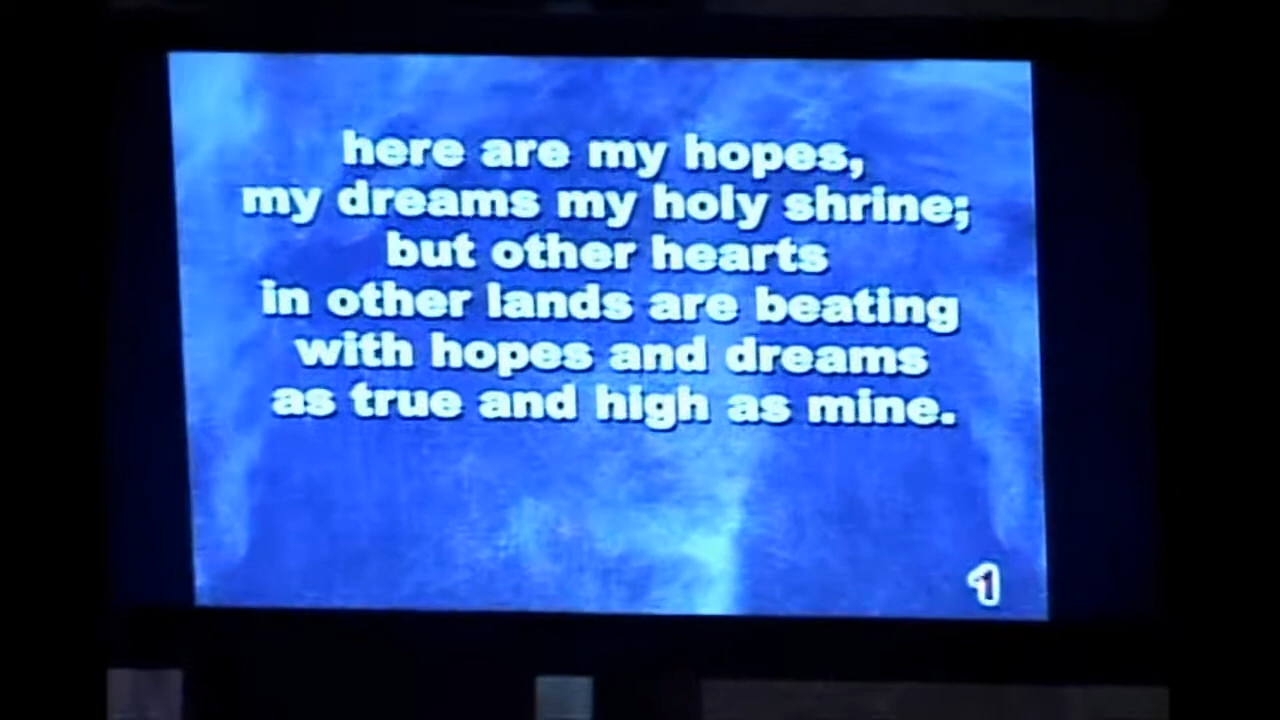 here are my hopes,
my dreams my holy shrine;
but other hearts
in other lands are beating
with hopes and dreams
as true and high as mine.
1